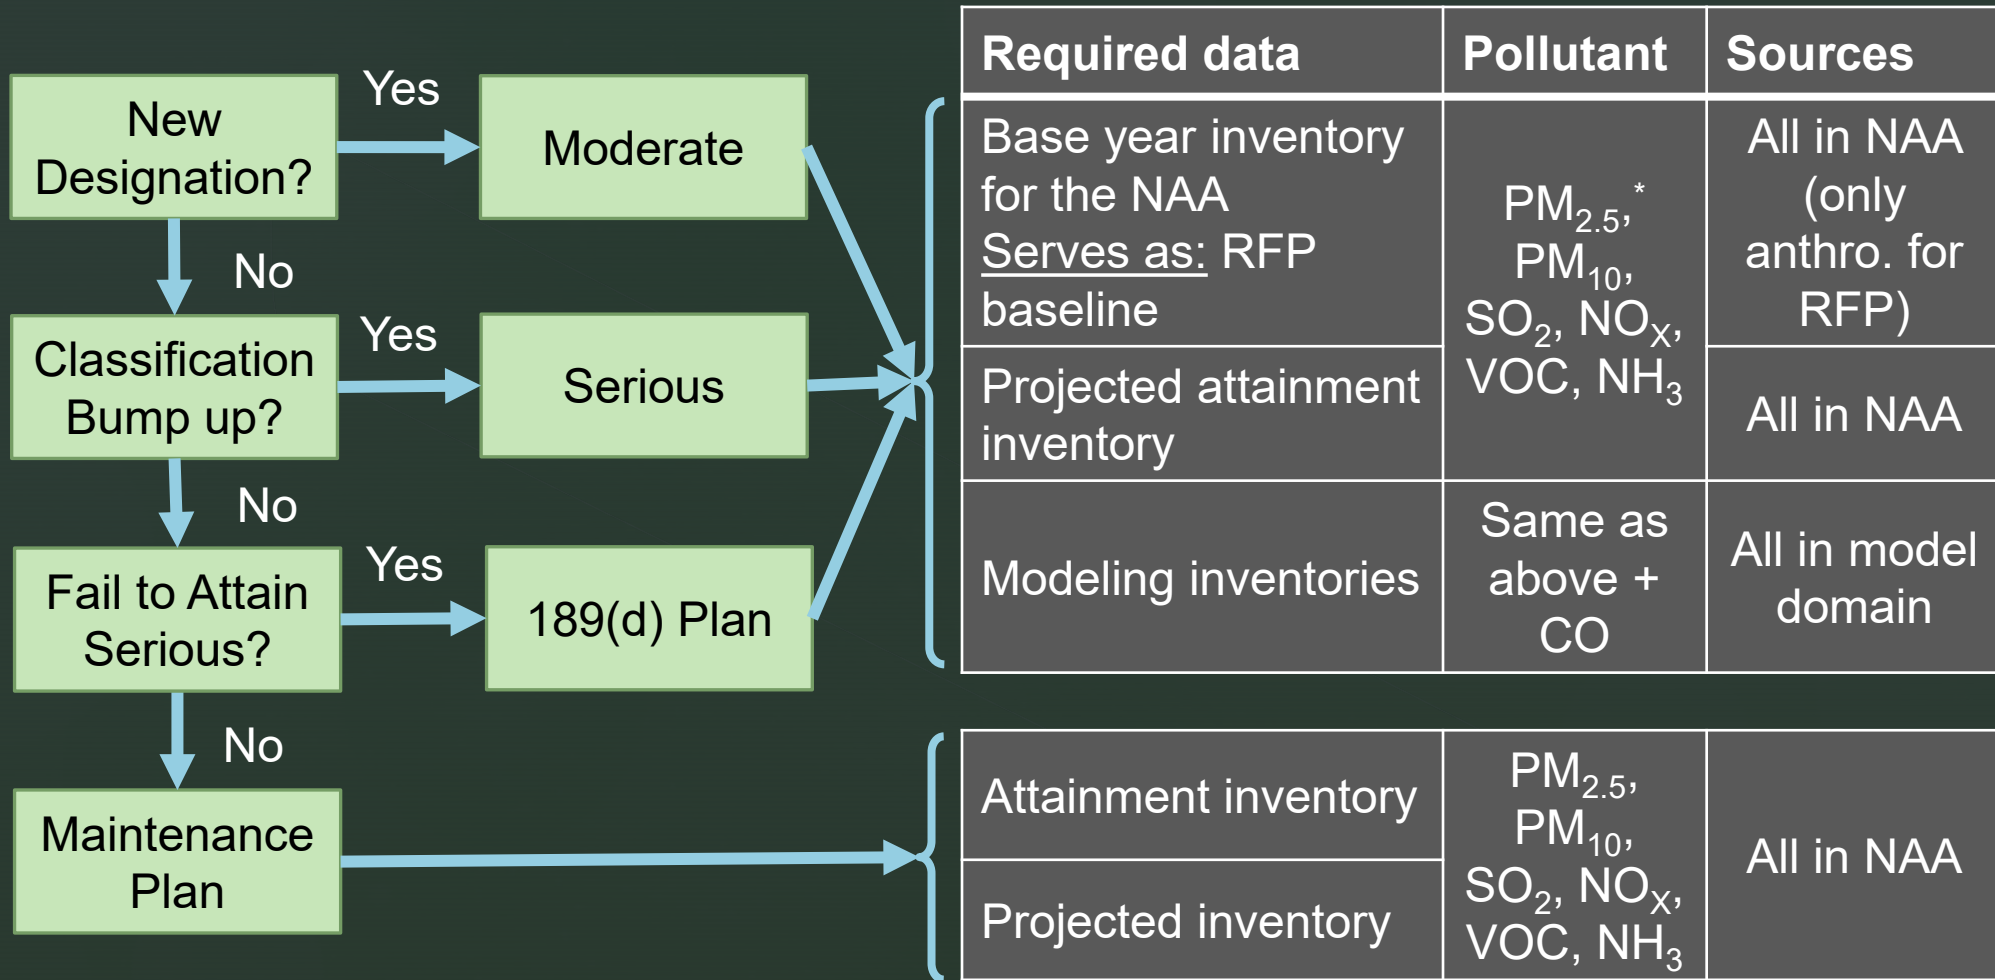 New
Designation?
Yes
Moderate
No
Classification
Bump up?
Yes
Serious
No
Fail to Attain
Serious?
Yes
189(d) Plan
No
Maintenance
Plan
Required data
Pollutant
Sources
Base year inventory
for the NAA
Serves as: RFP
baseline
PM2.5,*
PM10,
SO2, NOX,
VOC, NH3
All in NAA
(only
anthro. for
RFP)
Projected attainment
inventory
All in NAA
Modeling inventories
Same as
above +
CO
All in model
domain
Attainment inventory
PM2.5,
PM10,
SO2, NOX,
VOC, NH3
All in NAA
Projected inventory